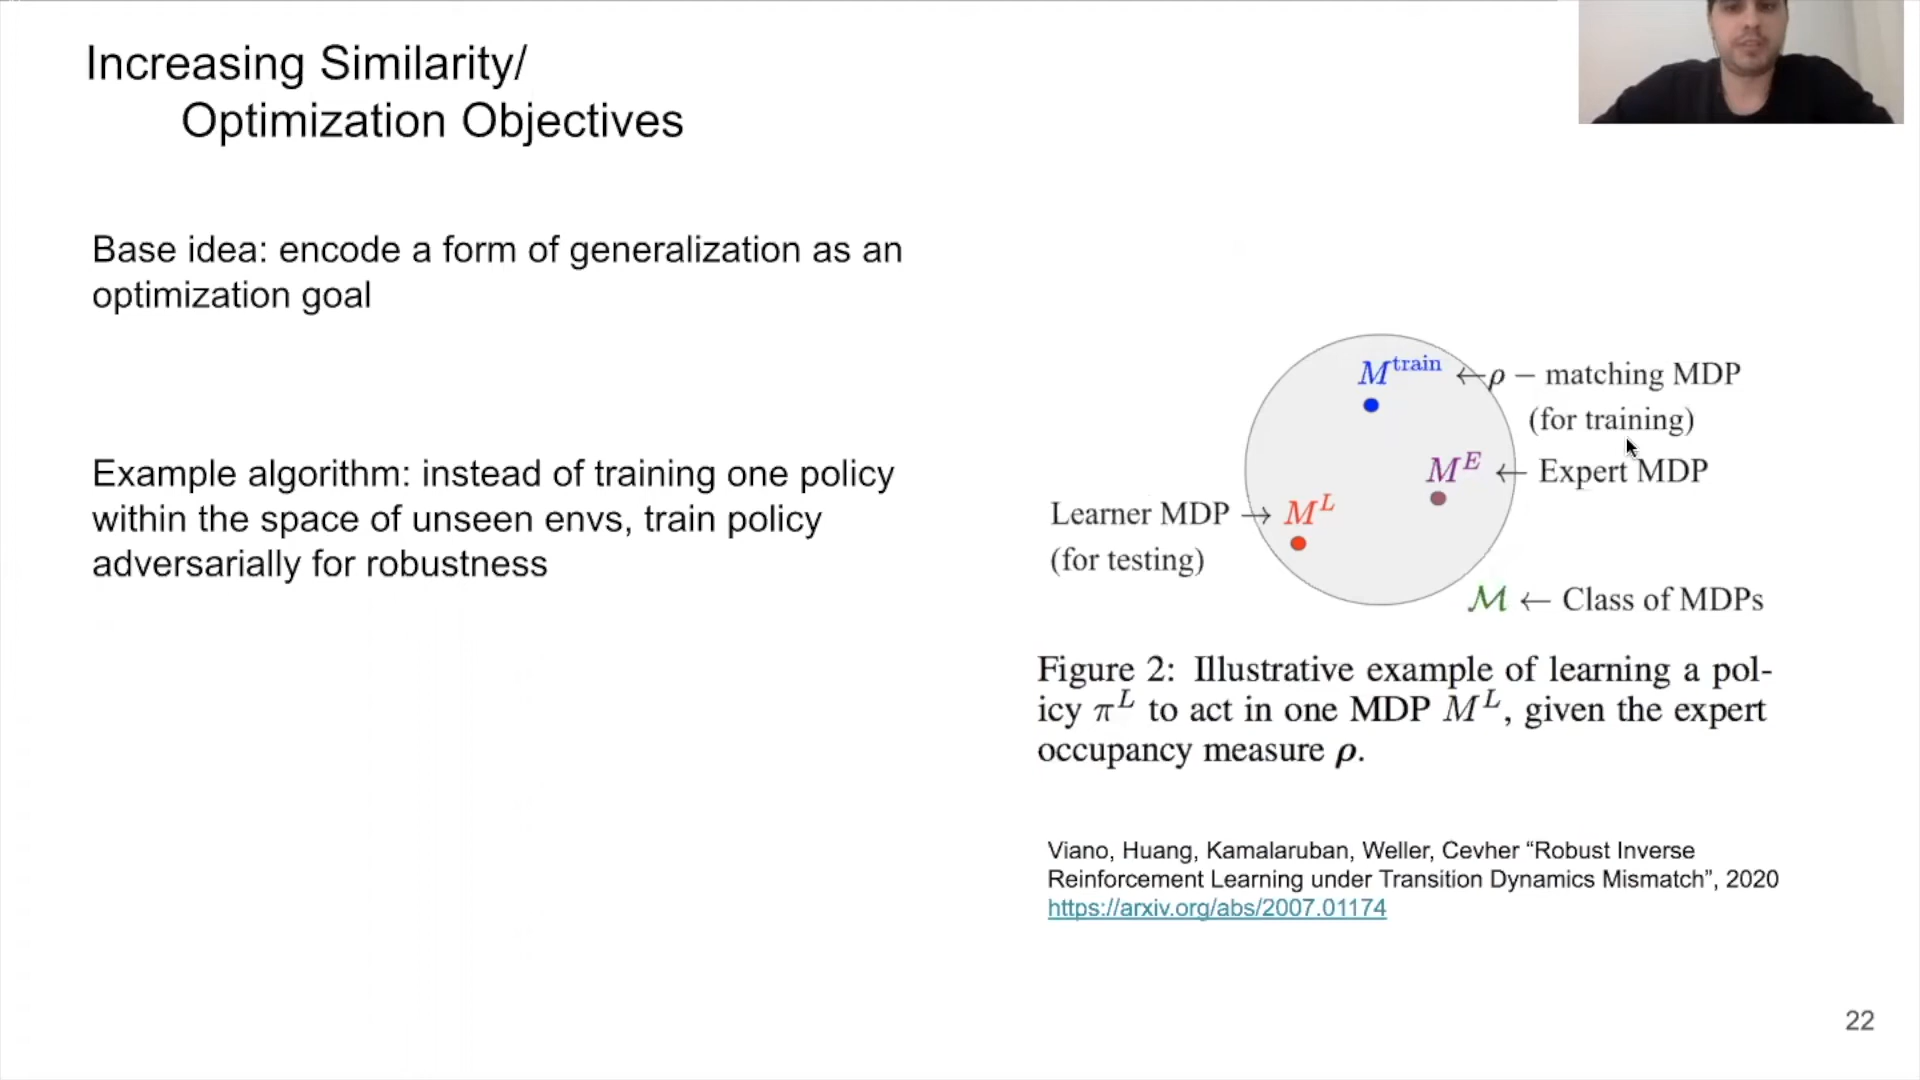 Increasing Similarity/
Optimization Objectives
Base idea: encode a form of generalization as an
optimization goal
Example algorithm: instead of training one policy
within the space of unseen envs, train policy
adversarially for robustness
M^train ← ρ − matching MDP
(for training)
M^E ← Expert MDP
Learner MDP → M^L
(for testing)
ℳ ← Class of MDPs
Figure 2: Illustrative example of learning a pol-
icy π^L to act in one MDP M^L, given the expert
occupancy measure ρ.
Viano, Huang, Kamalaruban, Weller, Cevher “Robust Inverse
Reinforcement Learning under Transition Dynamics Mismatch”, 2020
https://arxiv.org/abs/2007.01174
22